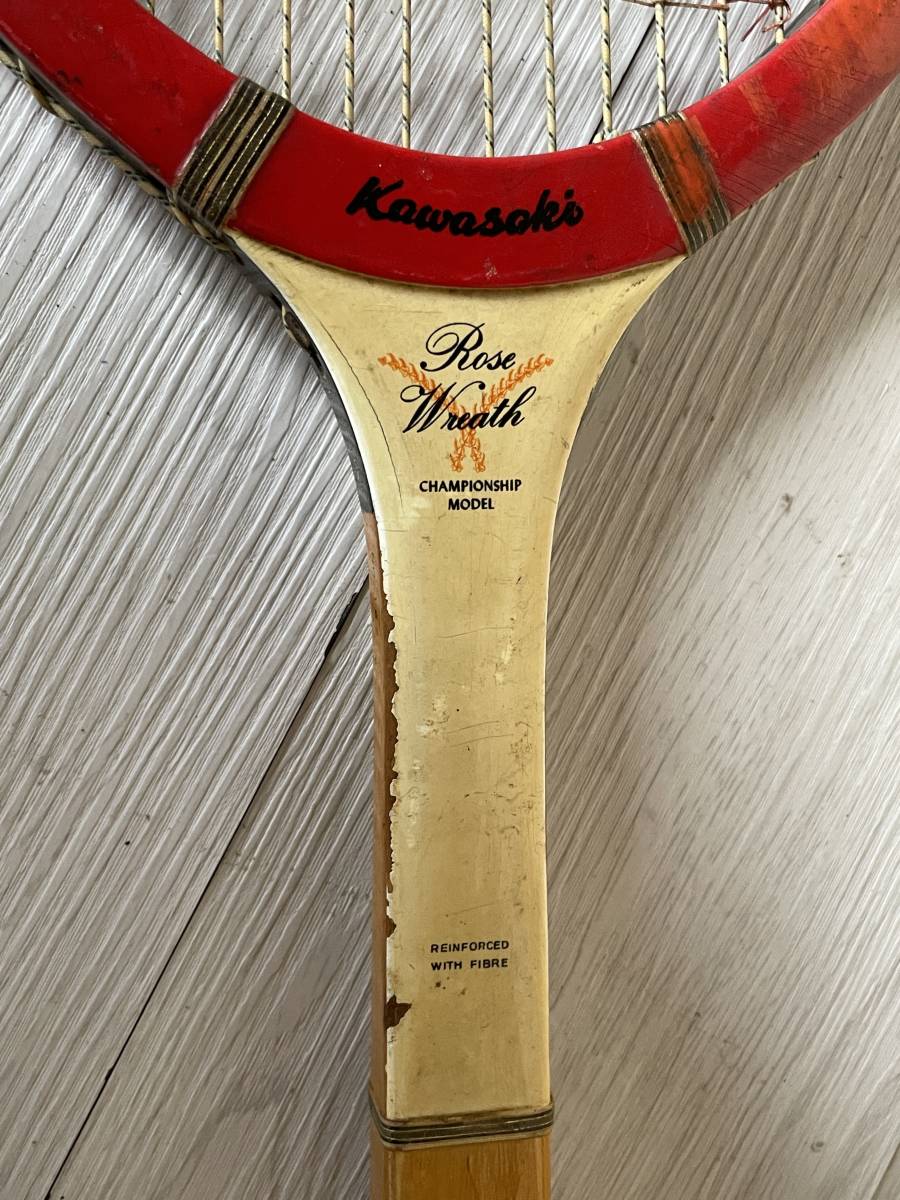 Kawasaki
Rose
Wreath
CHAMPIONSHIP
MODEL
REINFORCED
WITH FIBRE